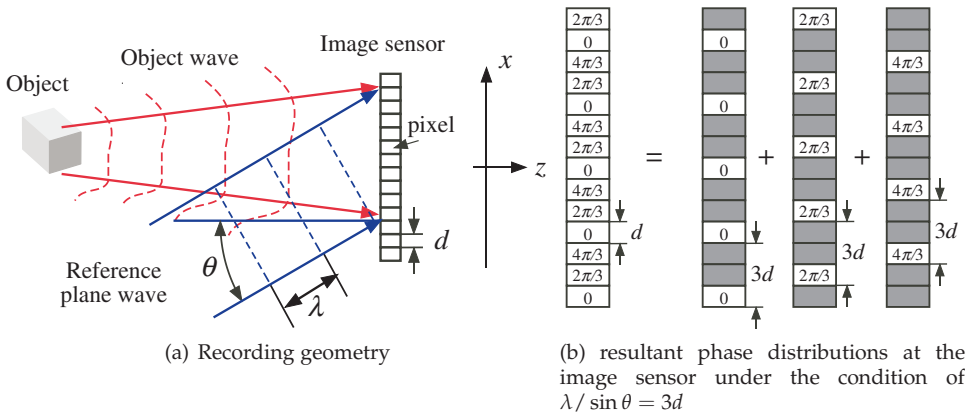 Image sensor
Object wave
Object
pixel
x
z
d
θ
λ
Reference
plane wave
(a) Recording geometry
2π/3
0
4π/3
2π/3
0
4π/3
2π/3
0
4π/3
2π/3
0
4π/3
2π/3
0
d
=
0
0
0
0
0
3d
+
2π/3
2π/3
2π/3
2π/3
2π/3
3d
+
4π/3
4π/3
4π/3
4π/3
3d
(b) resultant phase distributions at the
image sensor under the condition of
λ/ sin θ = 3d